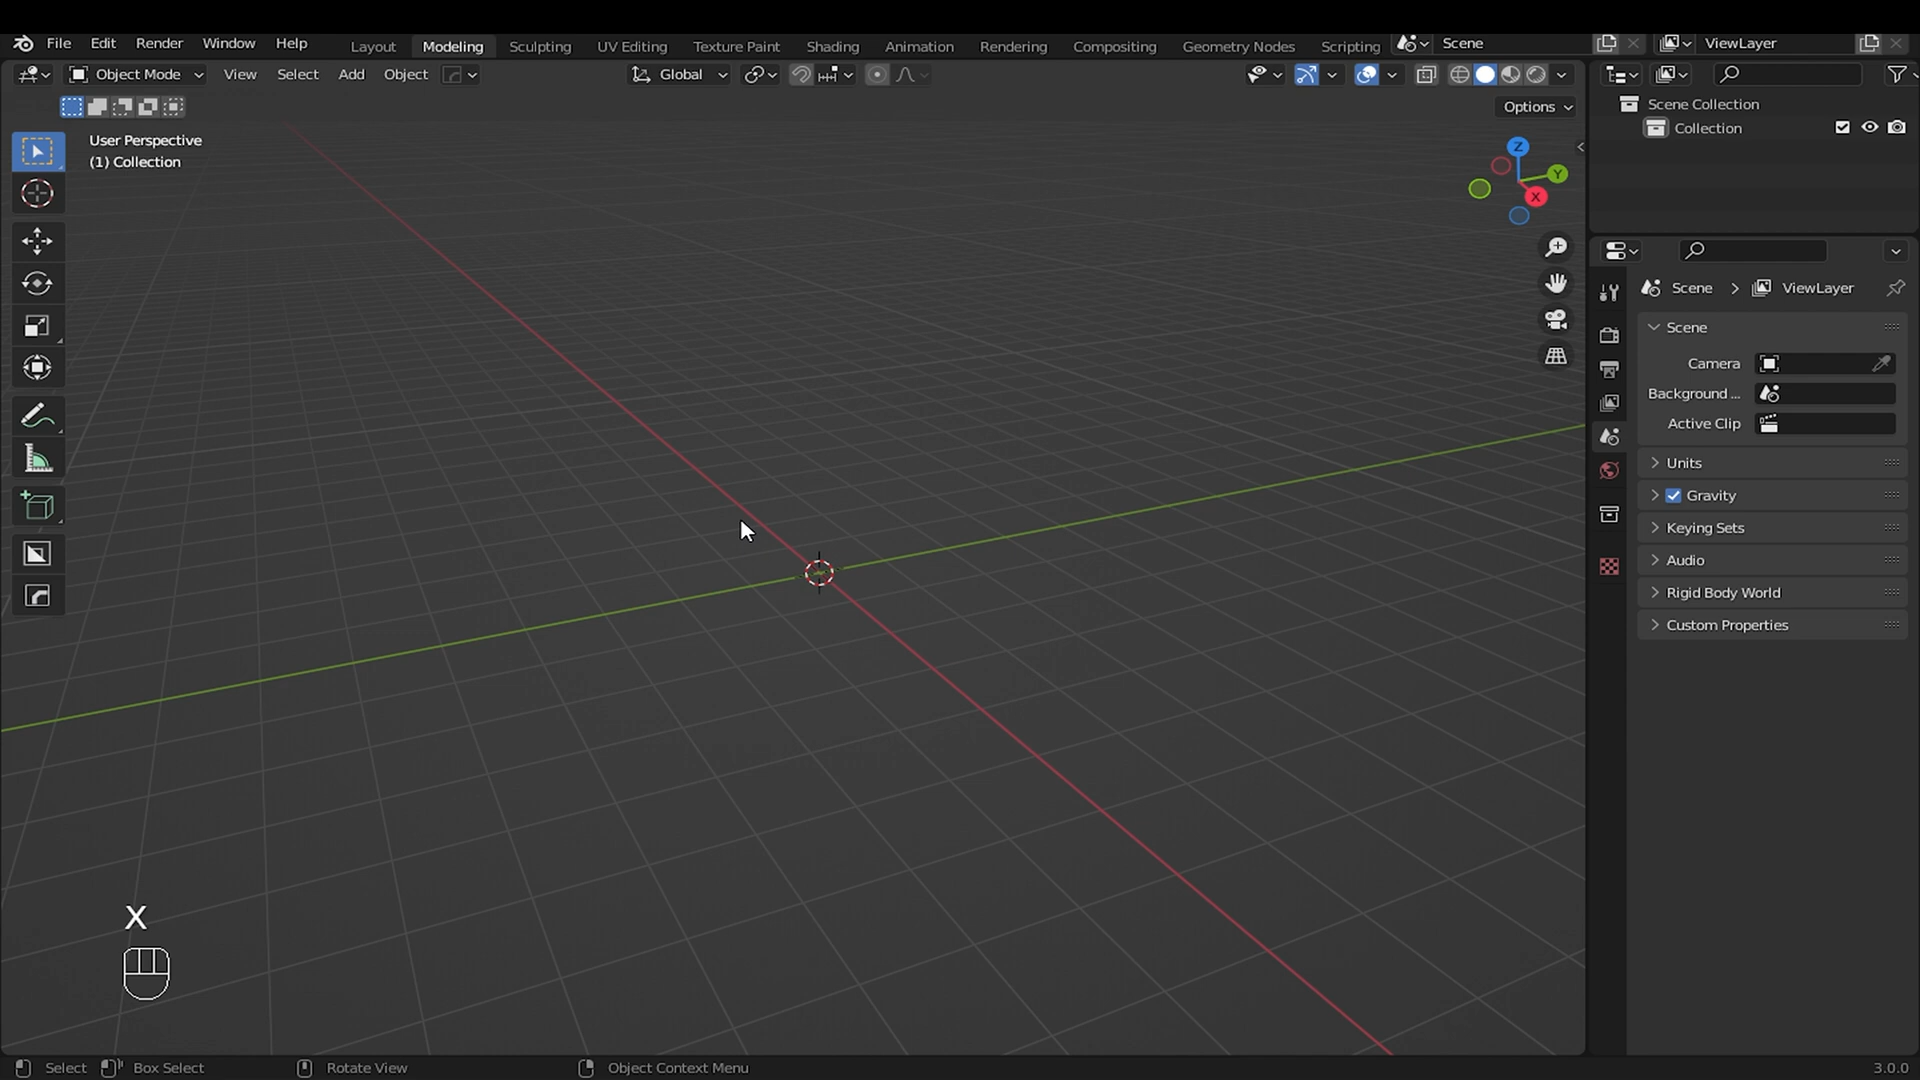 File Edit Render Window Help Layout Modeling Sculpting UV Editing Texture Paint Shading Animation Rendering Compositing Geometry Nodes Scripting Scene ViewLayer
Object Mode View Select Add Object Global
Options
User Perspective
(1) Collection
Z
Y
X
Scene Collection
Collection
Scene > ViewLayer
Scene
Camera
Background ...
Active Clip
Units
Gravity
Keying Sets
Audio
Rigid Body World
Custom Properties
X
Select Box Select Rotate View Object Context Menu 3.0.0